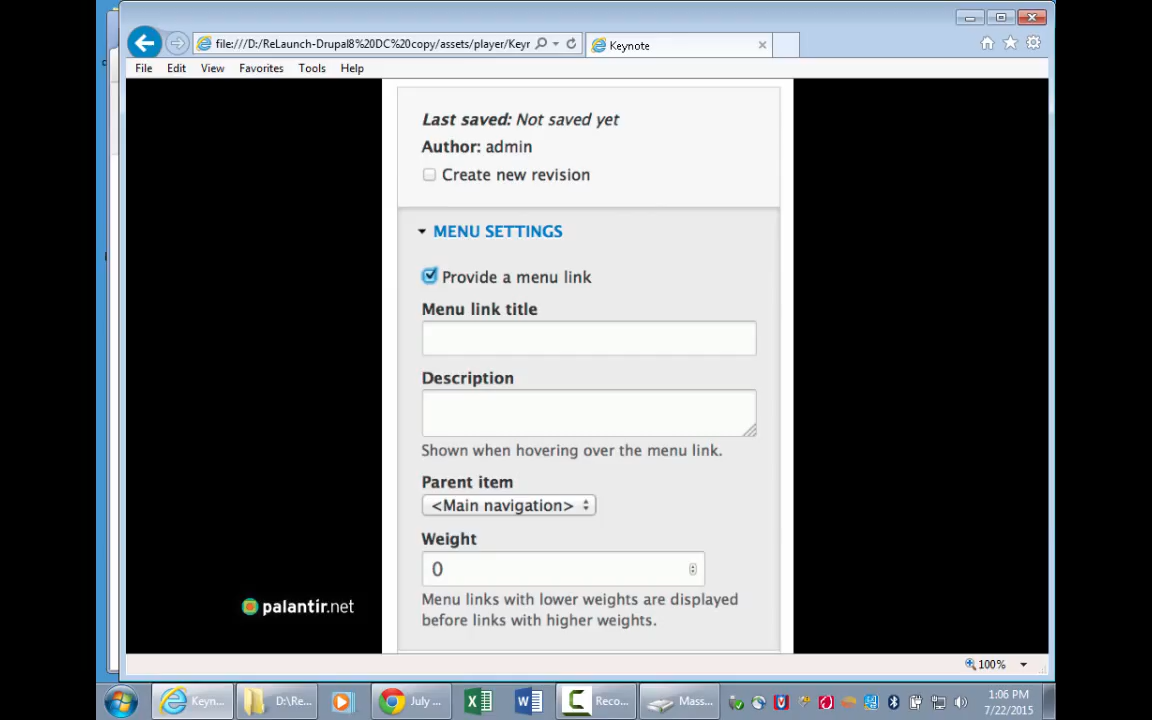 file:///D:/ReLaunch-Drupal8%20DC%20copy/assets/player/Keyr
Keynote
File Edit View Favorites Tools Help
Last saved: Not saved yet
Author: admin
Create new revision
MENU SETTINGS
Provide a menu link
Menu link title
Description
Shown when hovering over the menu link.
Parent item
<Main navigation>
Weight
0
Menu links with lower weights are displayed
before links with higher weights.
palantir.net
100%
Keyn... D:\Re... July ... Reco... Mass...
1:06 PM
7/22/2015